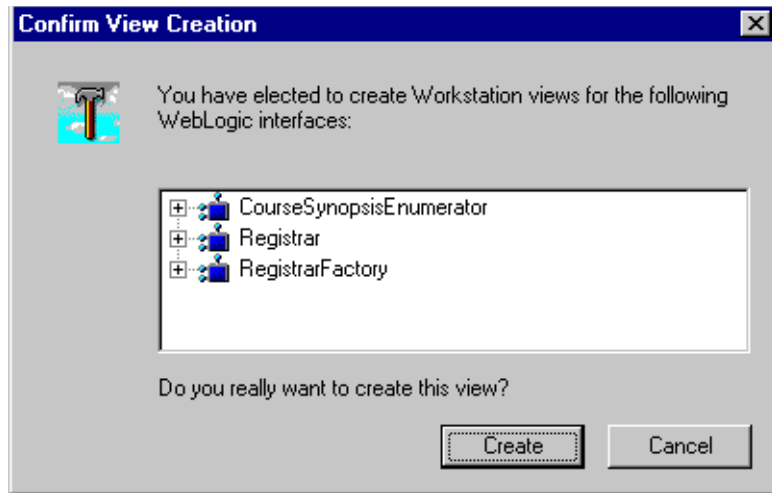 Confirm View Creation
You have elected to create Workstation views for the following
WebLogic interfaces:
CourseSynopsisEnumerator
Registrar
RegistrarFactory
Do you really want to create this view?
Create
Cancel